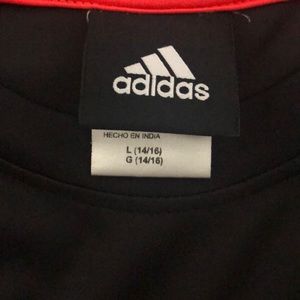 adidas
HECHO EN INDIA
L (14/16)
G (14/16)